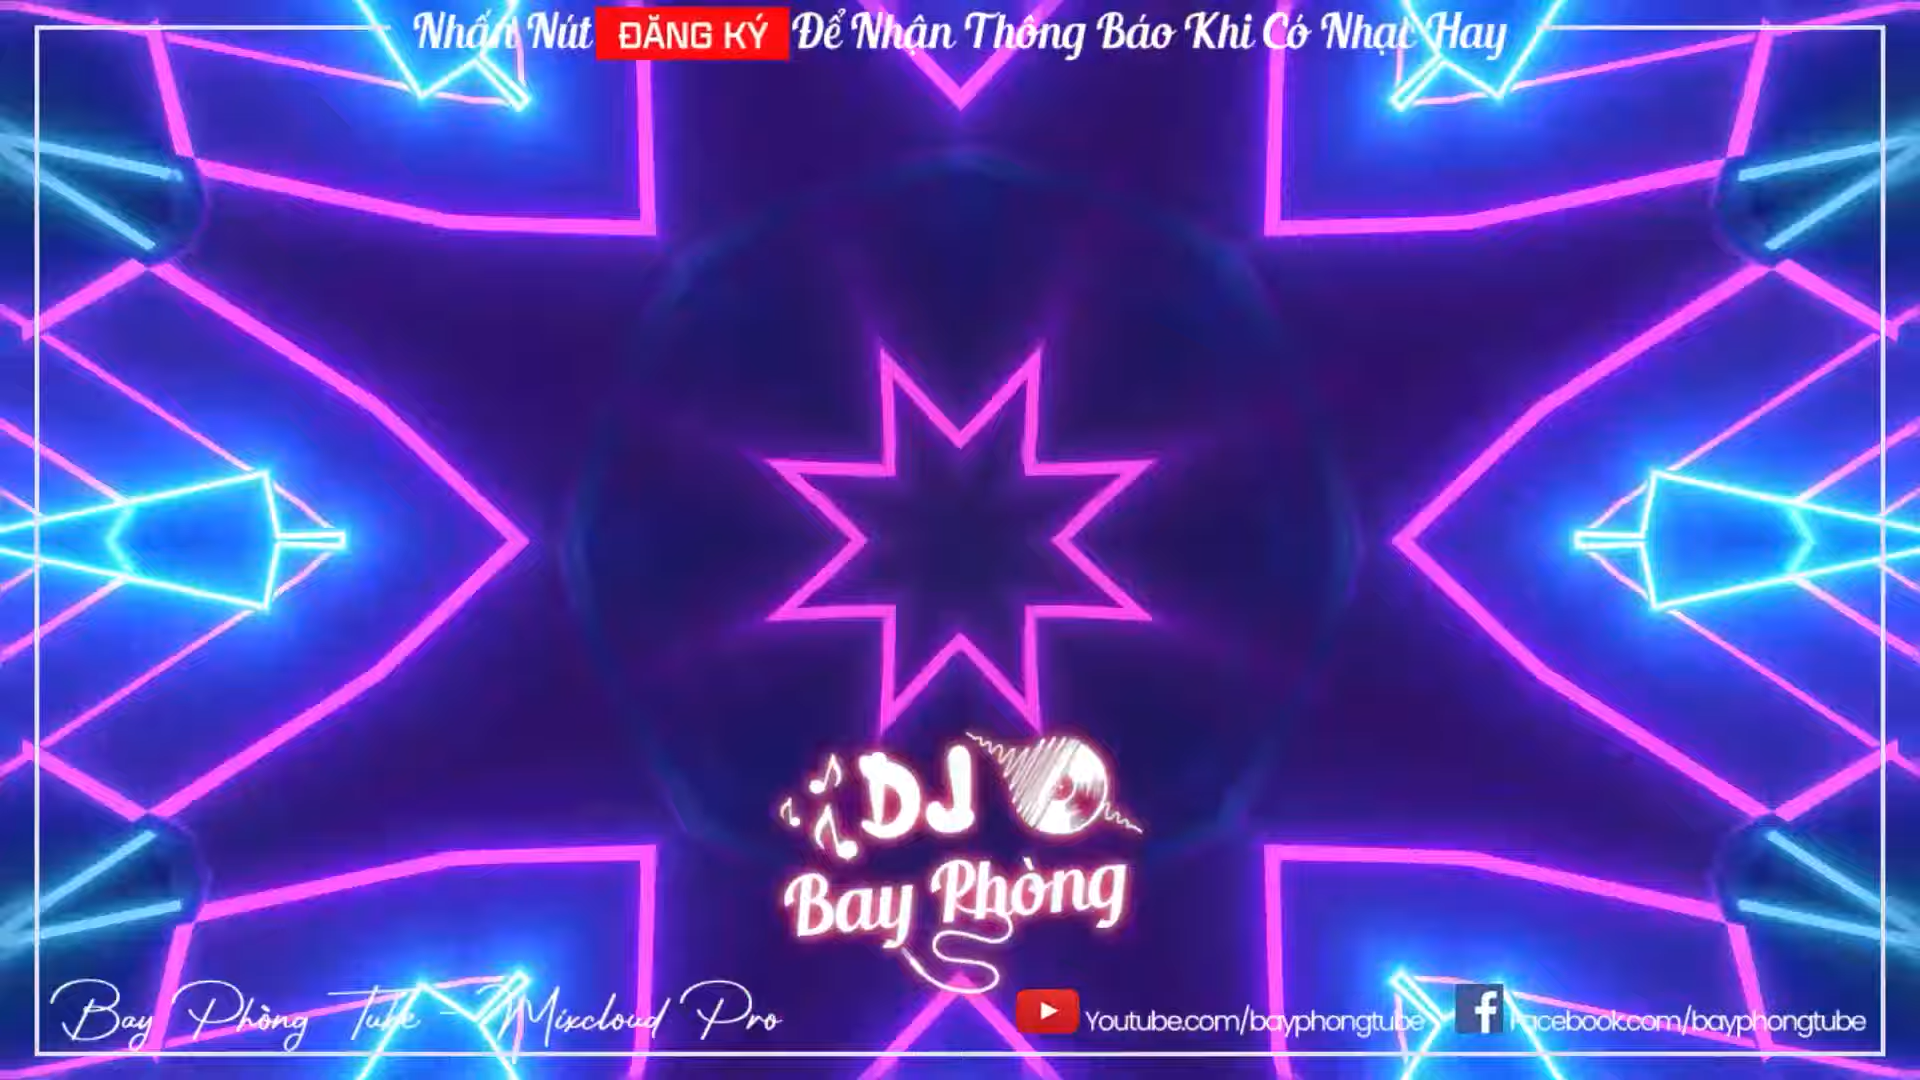 Nhấn Nút ĐĂNG KÝ Để Nhận Thông Báo Khi Có Nhạc Hay
DJ
Bay Phòng
Bay Phòng Tube - Mixcloud Pro
Youtube.com/bayphongtube
Facebook.com/bayphongtube